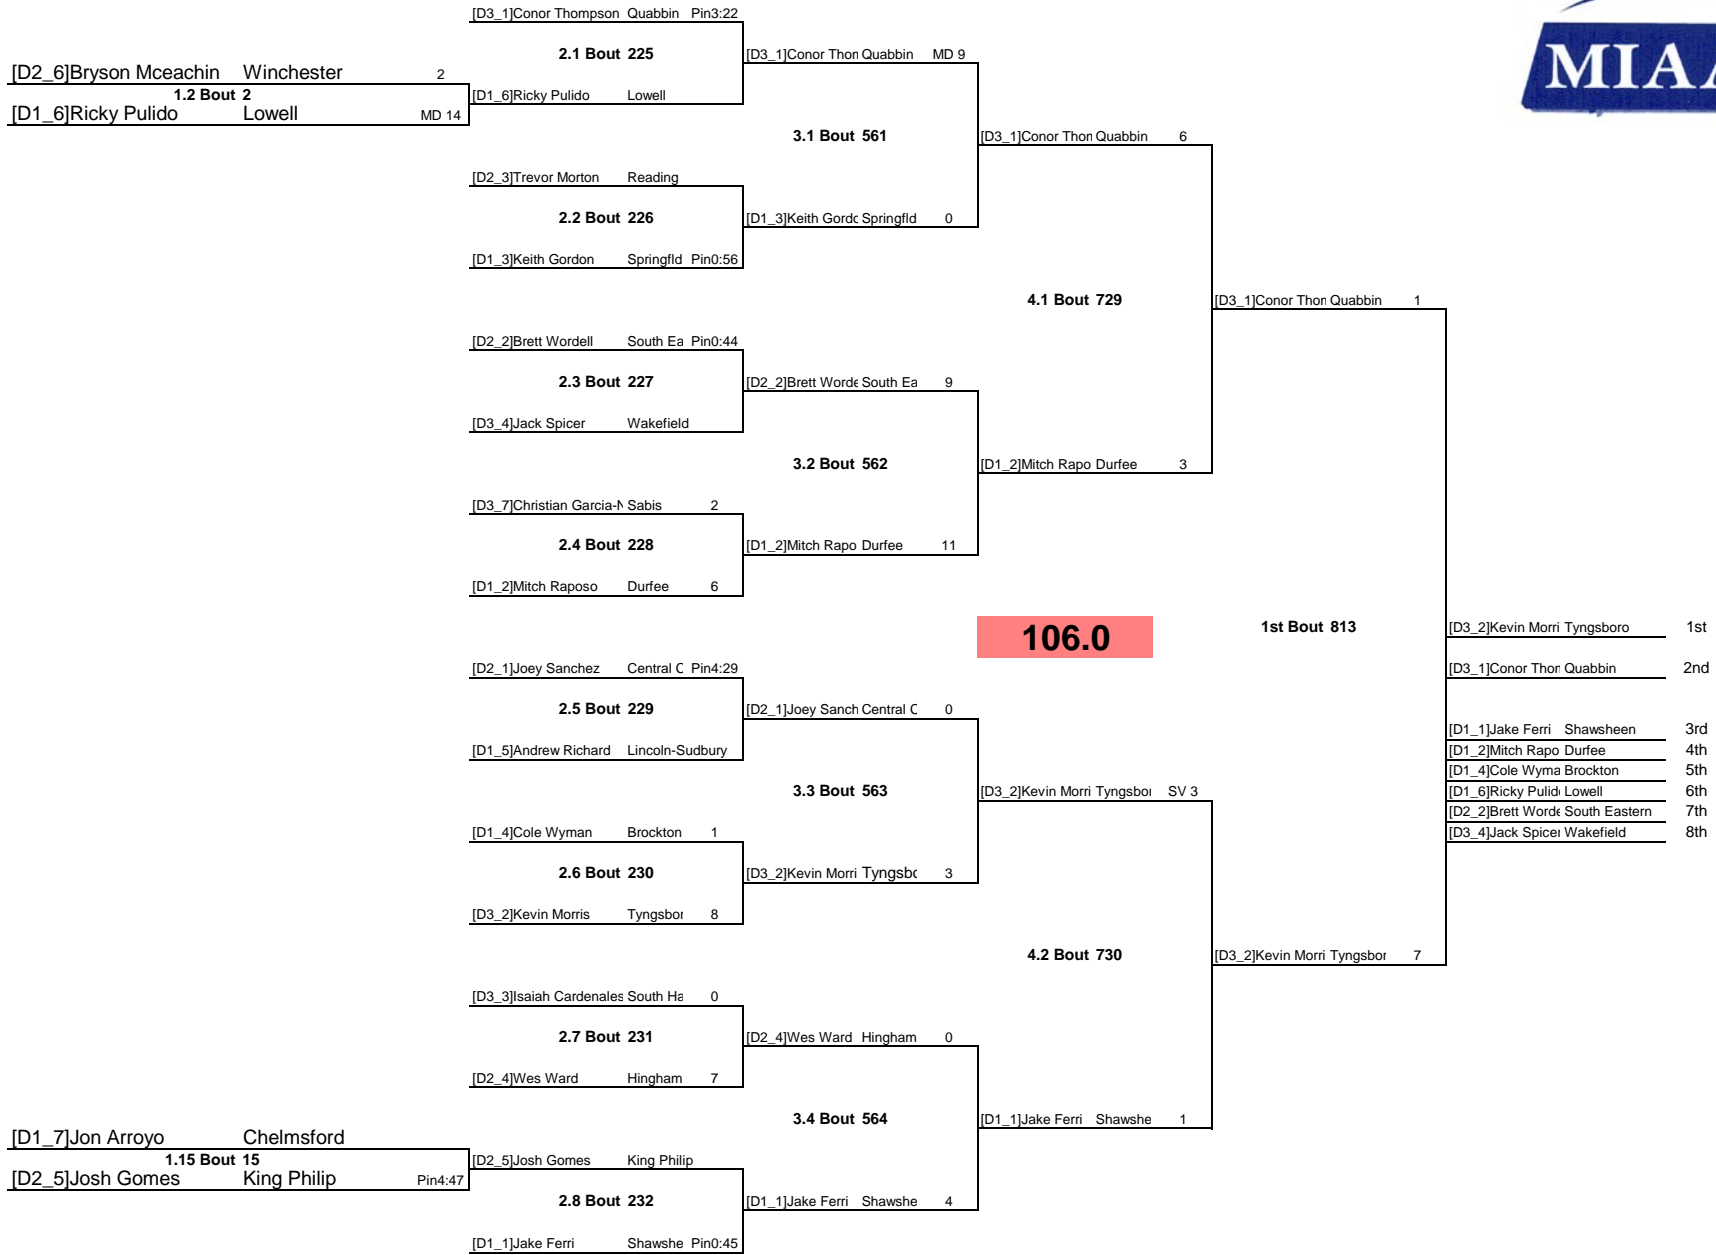 [D3_1]Conor Thompson Quabbin Pin3:22
2.1 Bout 225
[D3_1]Conor Thon Quabbin MD 9
MIAA
[D2_6]Bryson Mceachin Winchester 2
1.2 Bout 2
[D1_6]Ricky Pulido Lowell
[D1_6]Ricky Pulido Lowell MD 14
3.1 Bout 561
[D3_1]Conor Thon Quabbin 6
[D2_3]Trevor Morton Reading
2.2 Bout 226
[D1_3]Keith Gordc Springfld 0
[D1_3]Keith Gordon Springfld Pin0:56
4.1 Bout 729
[D3_1]Conor Thon Quabbin 1
[D2_2]Brett Wordell South Ea Pin0:44
2.3 Bout 227
[D2_2]Brett Worde South Ea 9
[D3_4]Jack Spicer Wakefield
3.2 Bout 562
[D1_2]Mitch Rapo Durfee 3
[D3_7]Christian Garcia-N Sabis 2
2.4 Bout 228
[D1_2]Mitch Rapo Durfee 11
[D1_2]Mitch Raposo Durfee 6
106.0
1st Bout 813
[D3_2]Kevin Morri Tyngsboro 1st
[D2_1]Joey Sanchez Central C Pin4:29
[D3_1]Conor Thon Quabbin 2nd
2.5 Bout 229
[D2_1]Joey Sanch Central C 0
[D1_1]Jake Ferri Shawsheen 3rd
[D1_5]Andrew Richard Lincoln-Sudbury
[D1_2]Mitch Rapo Durfee 4th
[D1_4]Cole Wyma Brockton 5th
3.3 Bout 563
[D3_2]Kevin Morri Tyngsbor SV 3
[D1_6]Ricky Pulid Lowell 6th
[D2_2]Brett Worde South Eastern 7th
[D1_4]Cole Wyman Brockton 1
[D3_4]Jack Spicer Wakefield 8th
2.6 Bout 230
[D3_2]Kevin Morri Tyngsbc 3
[D3_2]Kevin Morris Tyngsbor 8
4.2 Bout 730
[D3_2]Kevin Morri Tyngsbor 7
[D3_3]Isaiah Cardenales South Ha 0
2.7 Bout 231
[D2_4]Wes Ward Hingham 0
[D2_4]Wes Ward Hingham 7
3.4 Bout 564
[D1_1]Jake Ferri Shawshe 1
[D1_7]Jon Arroyo Chelmsford
1.15 Bout 15
[D2_5]Josh Gomes King Philip
[D2_5]Josh Gomes King Philip Pin4:47
2.8 Bout 232
[D1_1]Jake Ferri Shawshe 4
[D1_1]Jake Ferri Shawshe Pin0:45